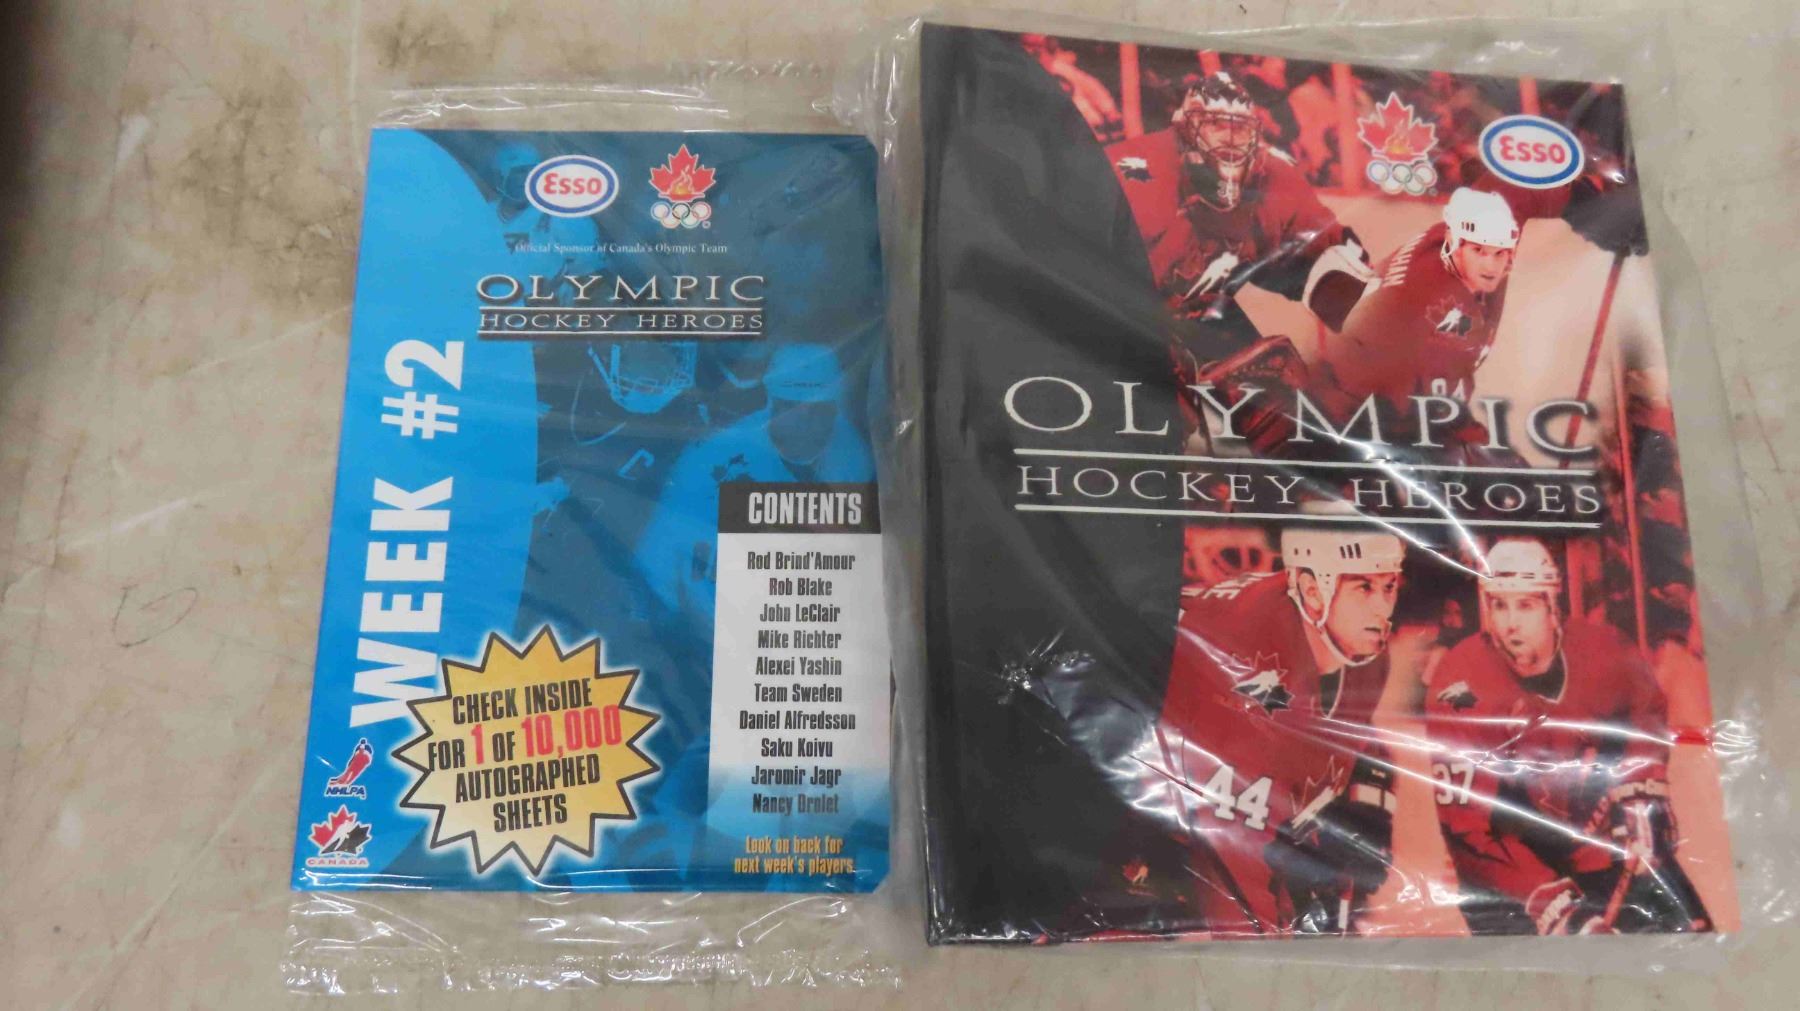 Esso
Official Sponsor of Canada's Olympic Team
OLYMPIC
HOCKEY HEROES
WEEK #2
CONTENTS
Rod Brind'Amour
Rob Blake
John LeClair
Mike Richter
Alexei Yashin
Team Sweden
Daniel Alfredsson
Saku Koivu
Jaromir Jagr
Nancy Drolet
Look on back for
next week's players
CHECK INSIDE
FOR 1 OF 10,000
AUTOGRAPHED
SHEETS
NHLPA
CANADA
Esso
OLYMPIC
HOCKEY HEROES
44
37